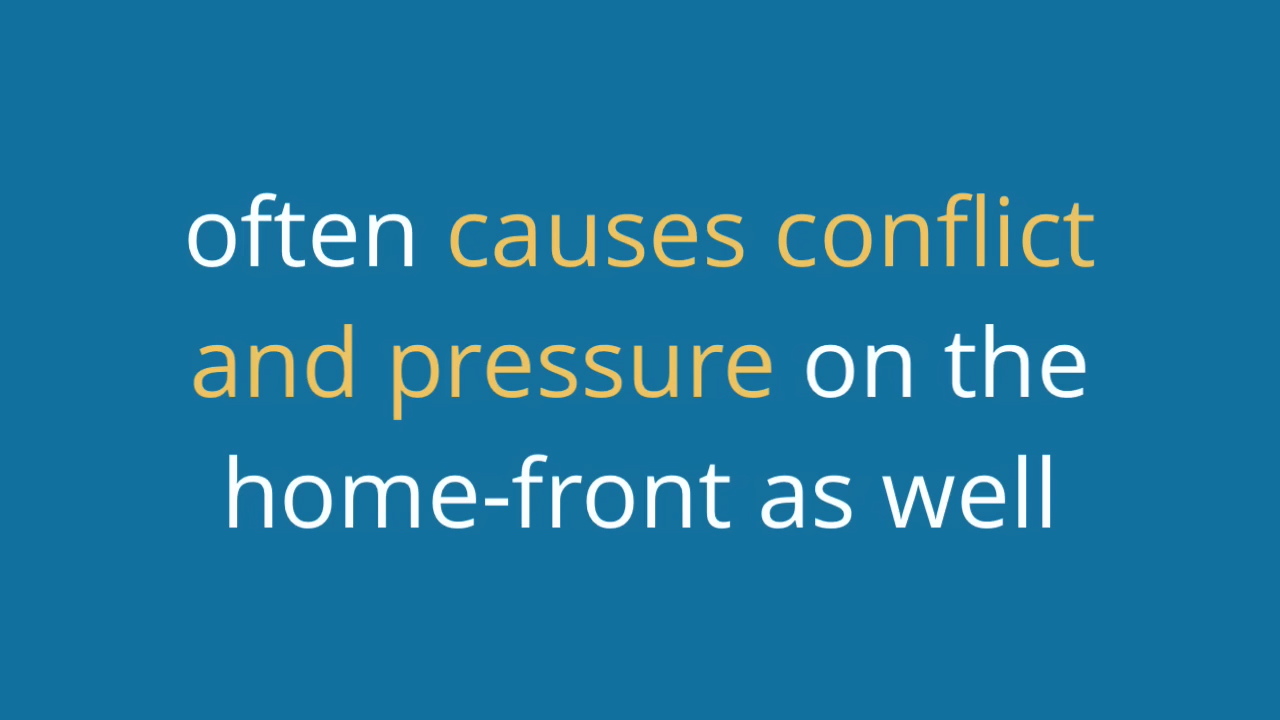 often causes conflict
and pressure on the
home-front as well